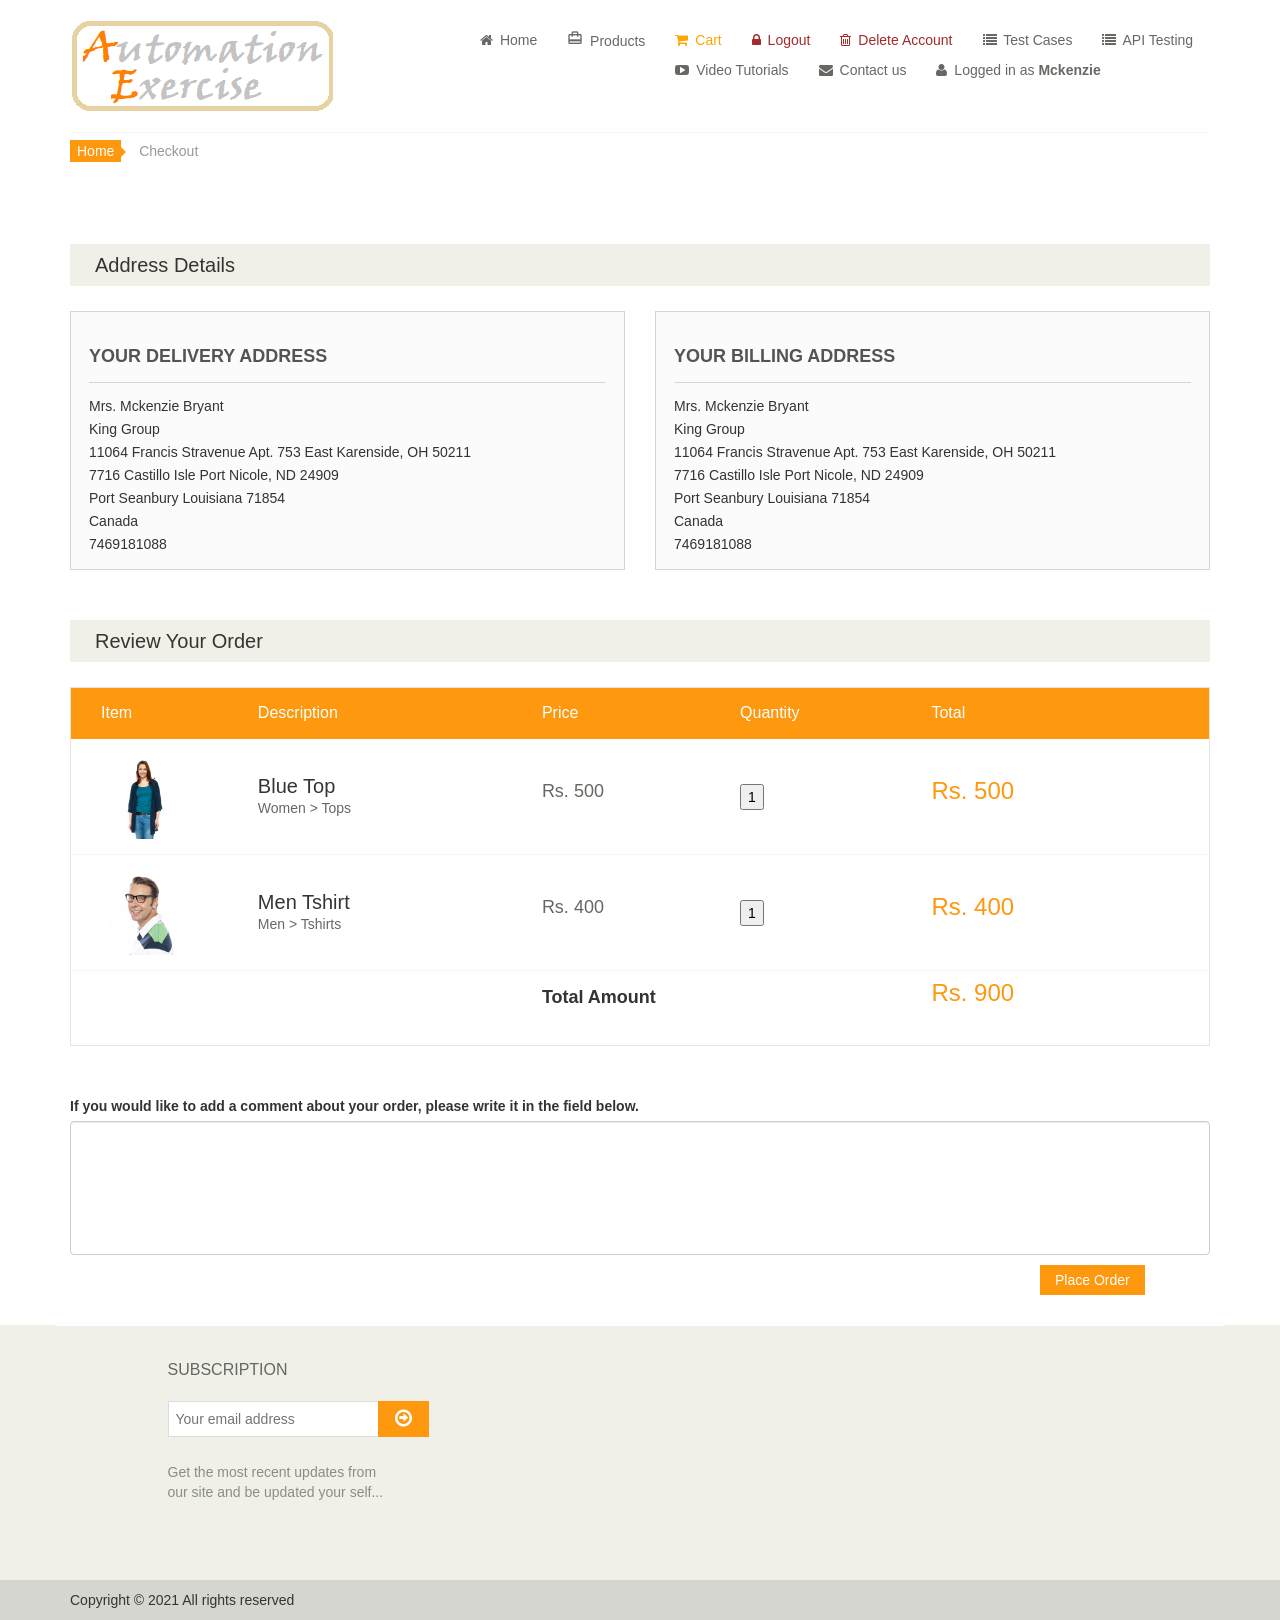 Automation
Exercise
Home
Products
Cart
Logout
Delete Account
Test Cases
API Testing
Video Tutorials
Contact us
Logged in as Mckenzie
Home
Checkout
Address Details
YOUR DELIVERY ADDRESS
Mrs. Mckenzie Bryant
King Group
11064 Francis Stravenue Apt. 753 East Karenside, OH 50211
7716 Castillo Isle Port Nicole, ND 24909
Port Seanbury Louisiana 71854
Canada
7469181088
YOUR BILLING ADDRESS
Mrs. Mckenzie Bryant
King Group
11064 Francis Stravenue Apt. 753 East Karenside, OH 50211
7716 Castillo Isle Port Nicole, ND 24909
Port Seanbury Louisiana 71854
Canada
7469181088
Review Your Order
Item Description Price Quantity Total
Blue Top
Women > Tops
Rs. 500
1
Rs. 500
Men Tshirt
Men > Tshirts
Rs. 400
1
Rs. 400
Total Amount Rs. 900
If you would like to add a comment about your order, please write it in the field below.
Place Order
SUBSCRIPTION
Your email address
Get the most recent updates from
our site and be updated your self...
Copyright © 2021 All rights reserved